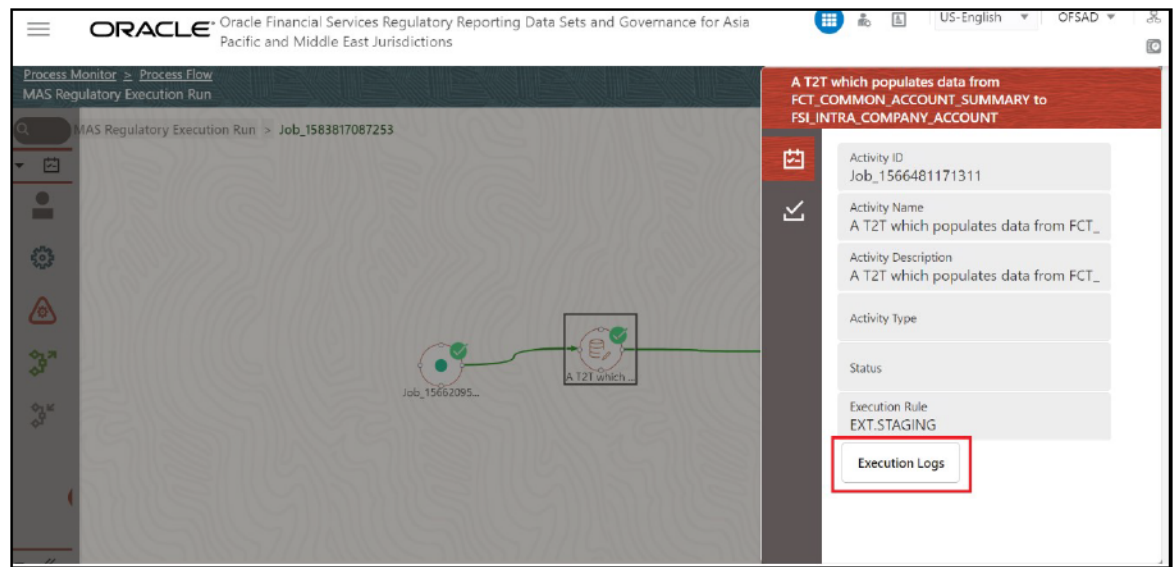 ORACLE® Oracle Financial Services Regulatory Reporting Data Sets and Governance for Asia
Pacific and Middle East Jurisdictions
US-English
OFSAD
Process Monitor > Process Flow
MAS Regulatory Execution Run
MAS Regulatory Execution Run > Job_1583817087253
Job_15662095...
A T2T which ...
A T2T which populates data from
FCT_COMMON_ACCOUNT_SUMMARY to
FSI_INTRA_COMPANY_ACCOUNT
Activity ID
Job_1566481171311
Activity Name
A T2T which populates data from FCT_
Activity Description
A T2T which populates data from FCT_
Activity Type
Status
Execution Rule
EXT.STAGING
Execution Logs